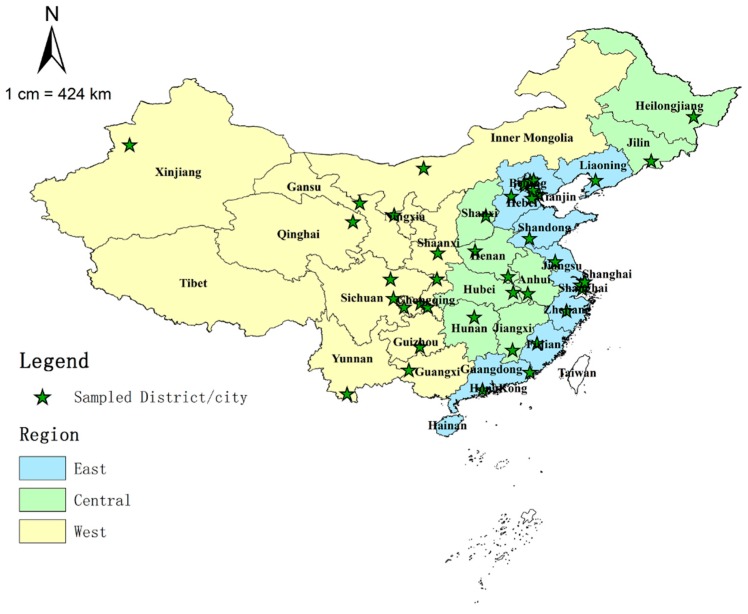 N
1 cm = 424 km
Heilongjiang
Jilin
Inner Mongolia
Liaoning
Xinjiang
Gansu
Beijing
Tianjin
Hebei
Ningxia
Shanxi
Qinghai
Shandong
Shaanxi
Henan
Jiangsu
Shanghai
Tibet
Anhui
Shanghai
Sichuan
Hubei
Chongqing
Zhejiang
Hunan
Jiangxi
Guizhou
Fujian
Yunnan
Guangxi
Guangdong
Taiwan
HongKong
Hainan
Legend
Sampled District/city
Region
East
Central
West